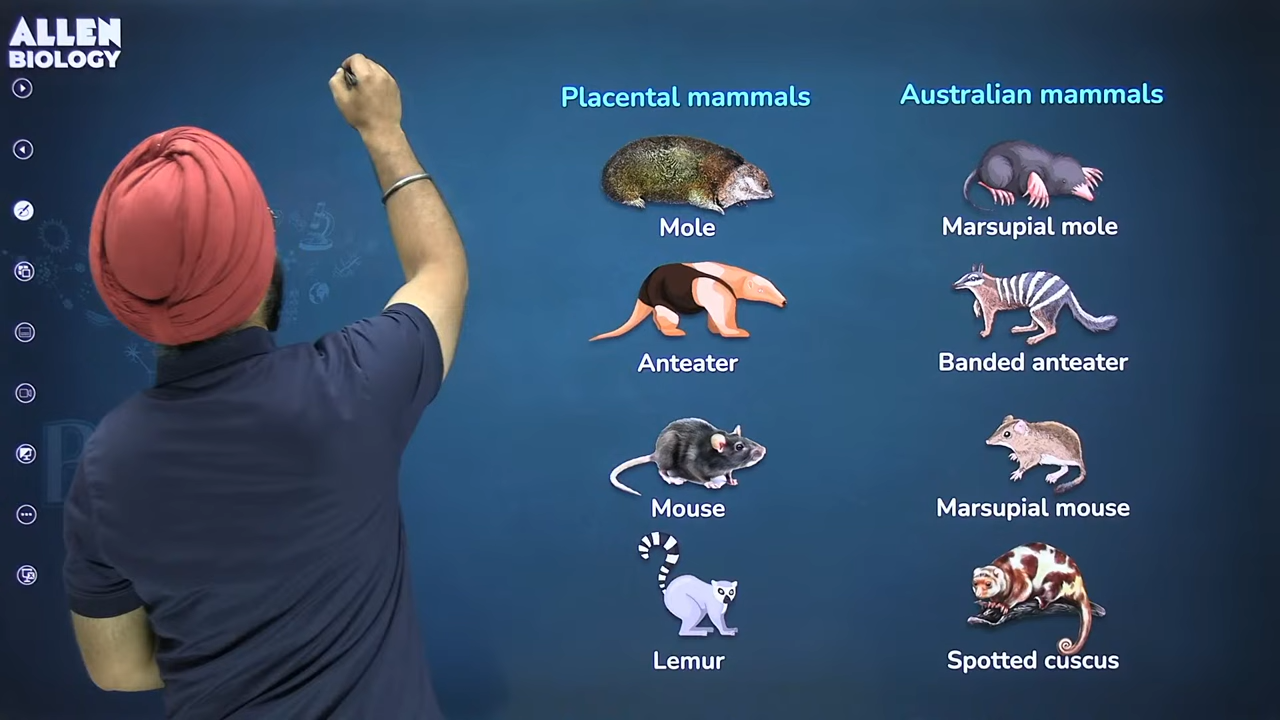 ALLEN
BIOLOGY
Placental mammals
Australian mammals
Mole
Marsupial mole
Anteater
Banded anteater
Mouse
Marsupial mouse
Lemur
Spotted cuscus